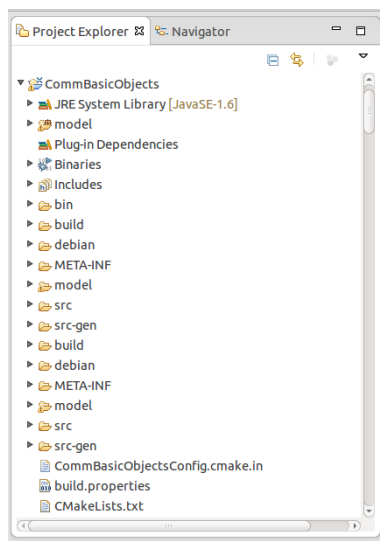 Project Explorer Navigator
CommBasicObjects
JRE System Library [JavaSE-1.6]
model
Plug-in Dependencies
Binaries
Includes
bin
build
debian
META-INF
model
src
src-gen
build
debian
META-INF
model
src
src-gen
CommBasicObjectsConfig.cmake.in
build.properties
CMakeLists.txt